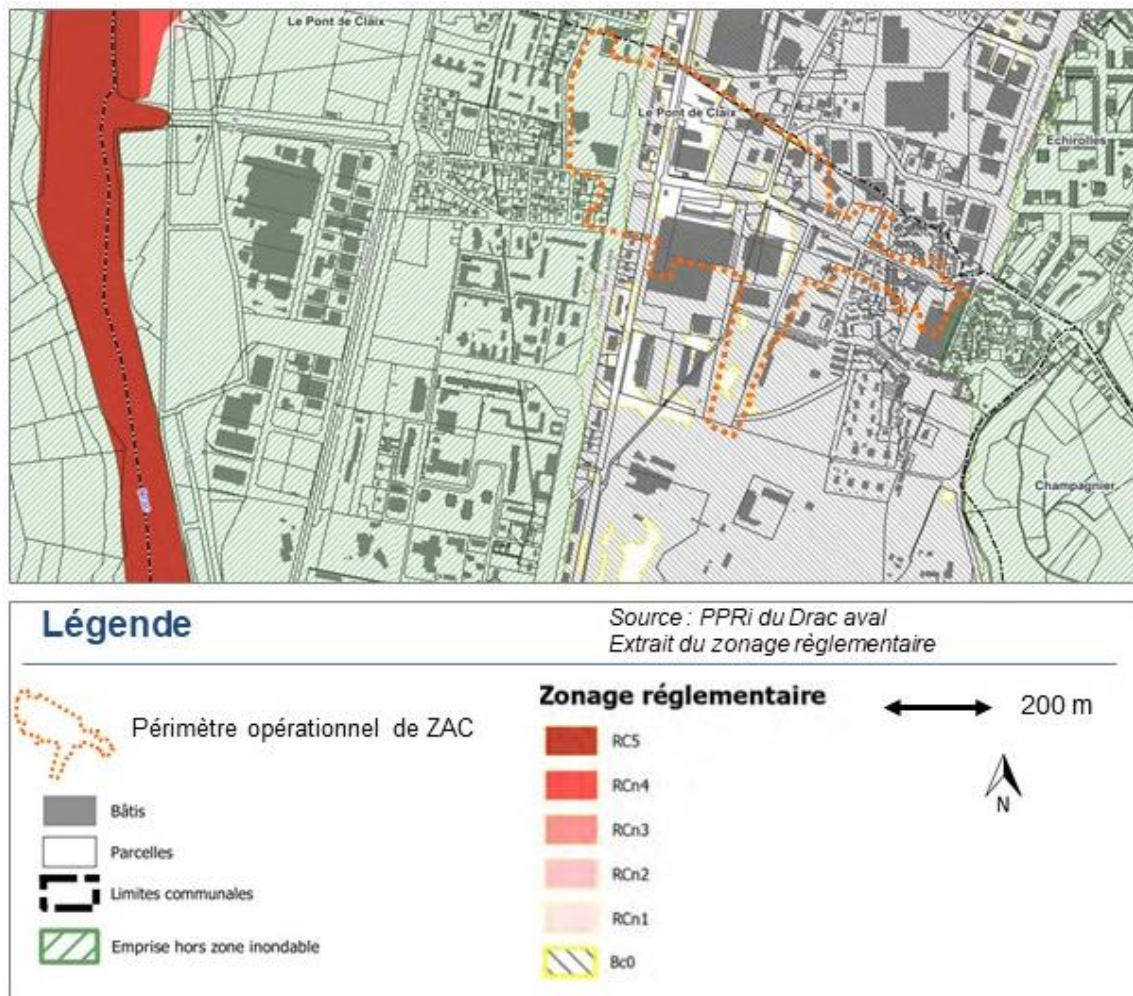 Le Pont de Claix
Le Pont de Claix
Echirolles
Champagnier
Légende
Source : PPRi du Drac aval
Extrait du zonage règlementaire
Périmètre opérationnel de ZAC
Bâtis
Parcelles
Limites communales
Emprise hors zone inondable
Zonage réglementaire
RC5
RCn4
RCn3
RCn2
RCn1
Bc0
200 m
N